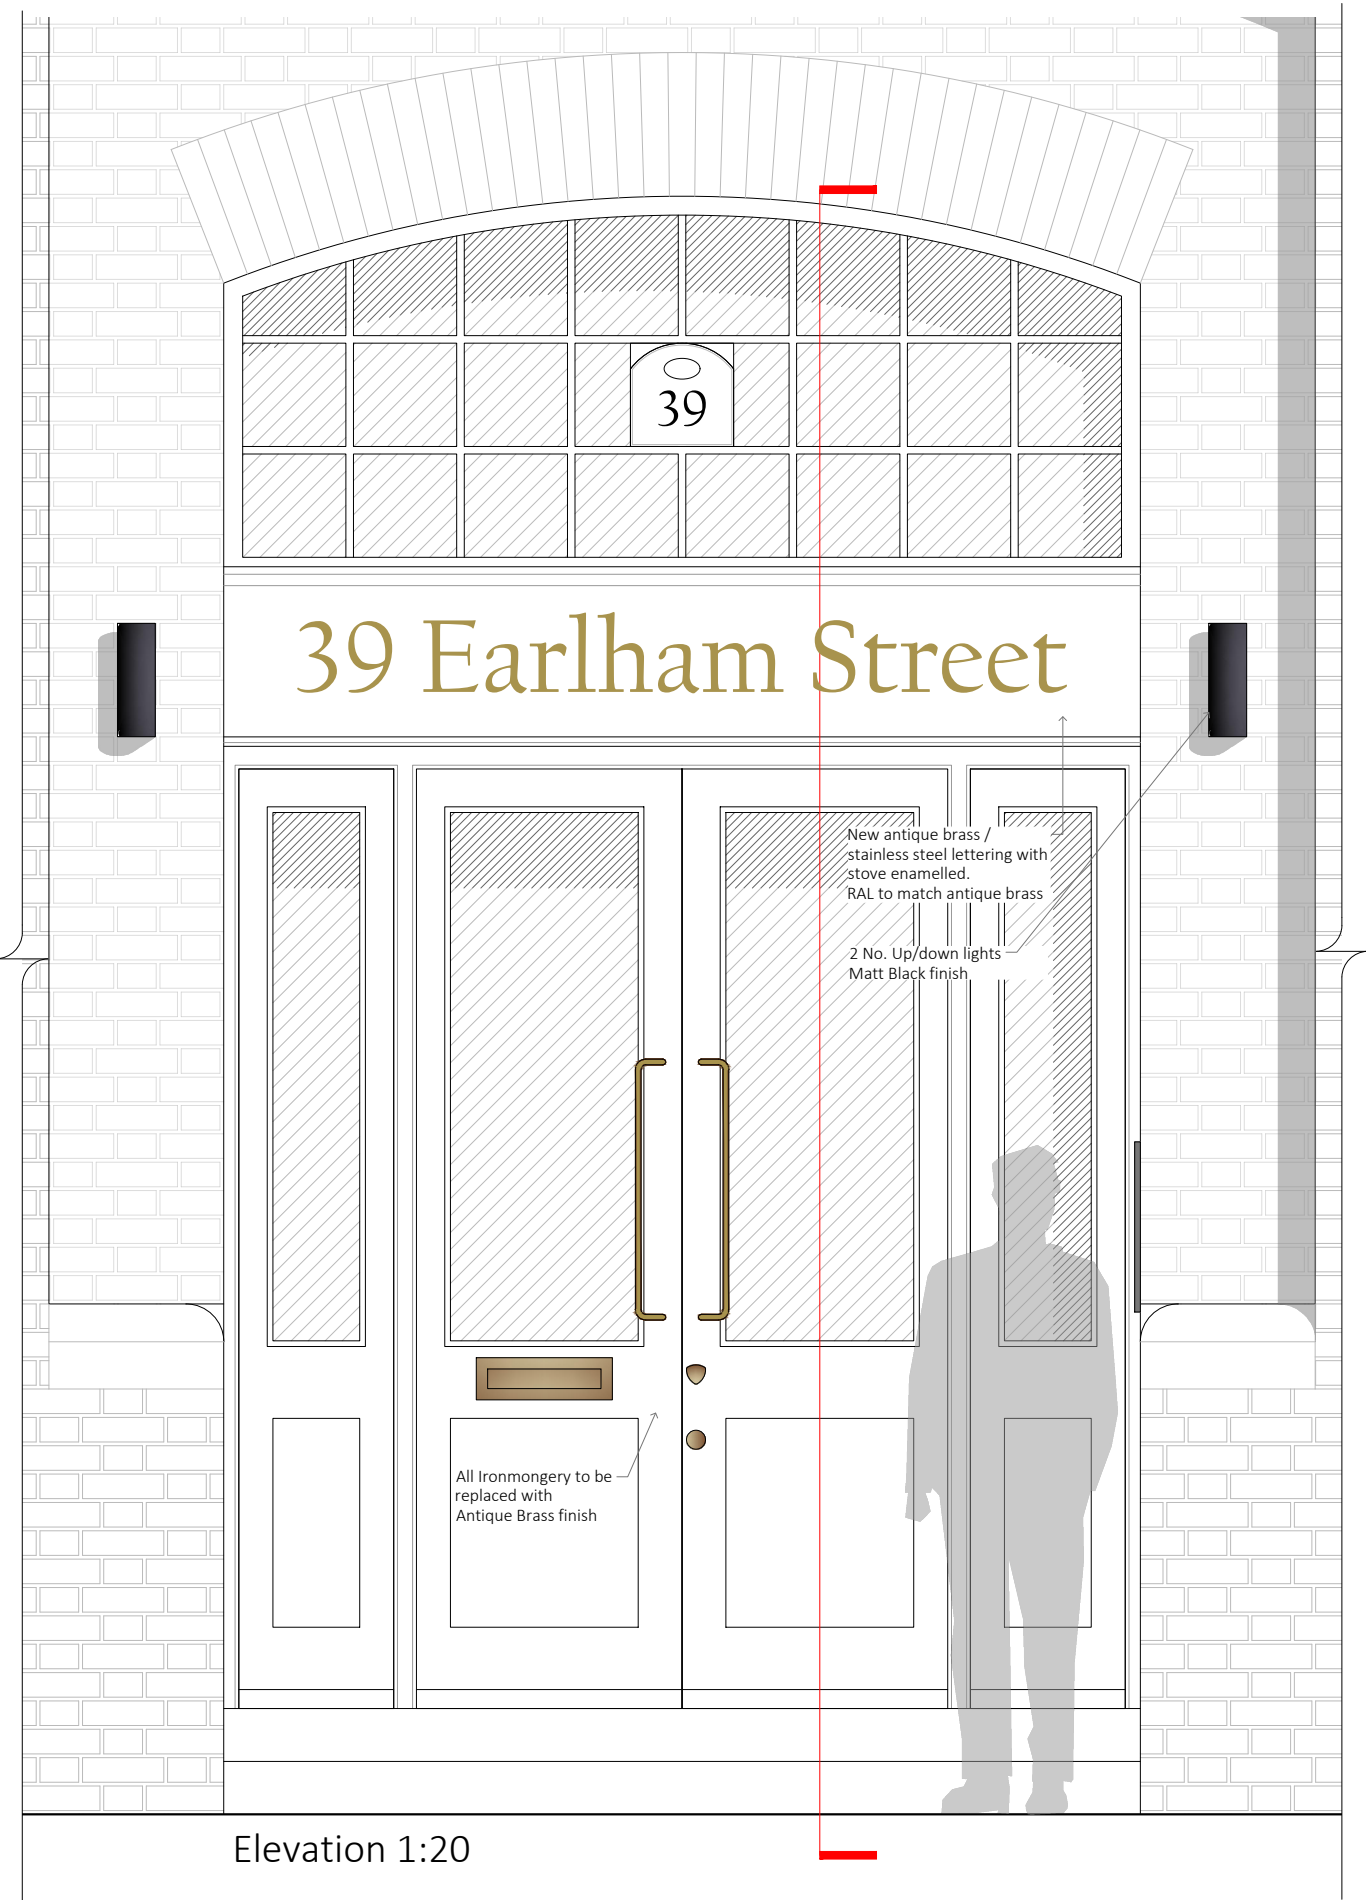 39
39 Earlham Street
New antique brass /
stainless steel lettering with
stove enamelled.
RAL to match antique brass
2 No. Up/down lights
Matt Black finish
All Ironmongery to be
replaced with
Antique Brass finish
Elevation 1:20